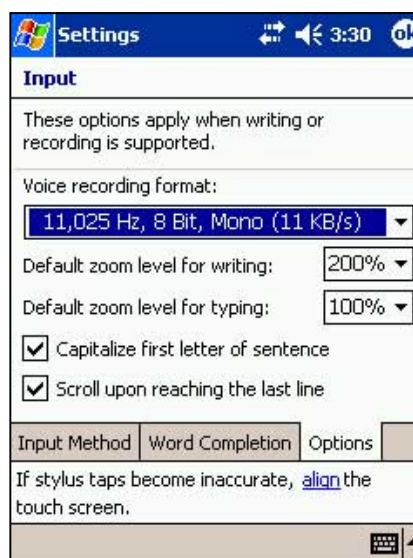 Settings 3:30 ok
Input
These options apply when writing or
recording is supported.
Voice recording format:
11,025 Hz, 8 Bit, Mono (11 KB/s)
Default zoom level for writing: 200%
Default zoom level for typing: 100%
Capitalize first letter of sentence
Scroll upon reaching the last line
Input Method Word Completion Options
If stylus taps become inaccurate, align the
touch screen.